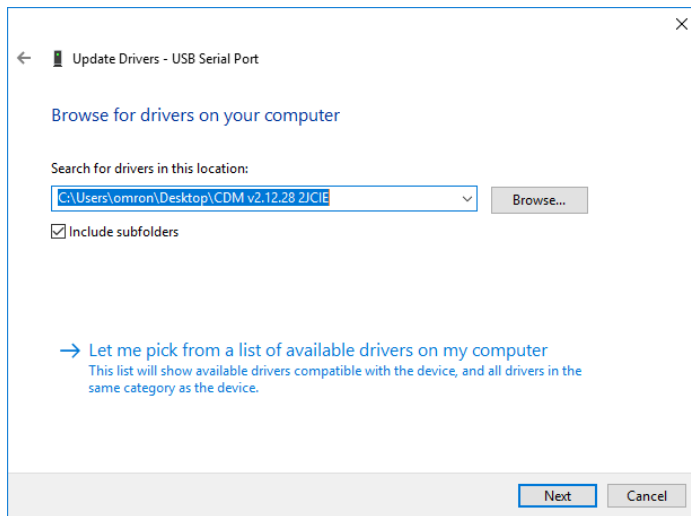 Update Drivers - USB Serial Port
Browse for drivers on your computer
Search for drivers in this location:
C:\Users\omron\Desktop\CDM v2.12.28 2JCIE
Browse...
Include subfolders
Let me pick from a list of available drivers on my computer
This list will show available drivers compatible with the device, and all drivers in the
same category as the device.
Next
Cancel